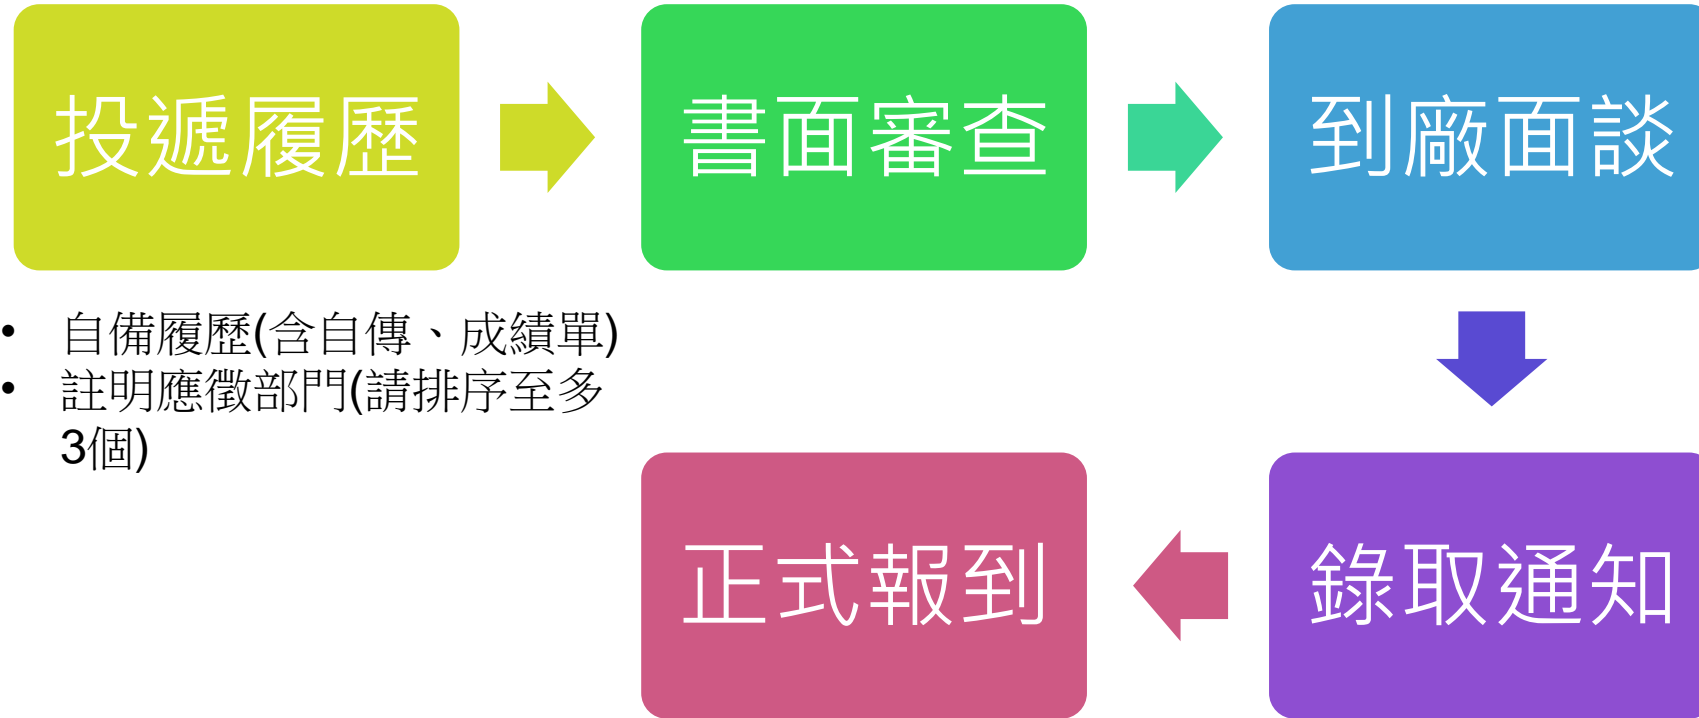 投遞履歷
書面審查
到廠面談
• 自備履歷(含自傳、成績單)
• 註明應徵部門(請排序至多
3個)
正式報到
錄取通知